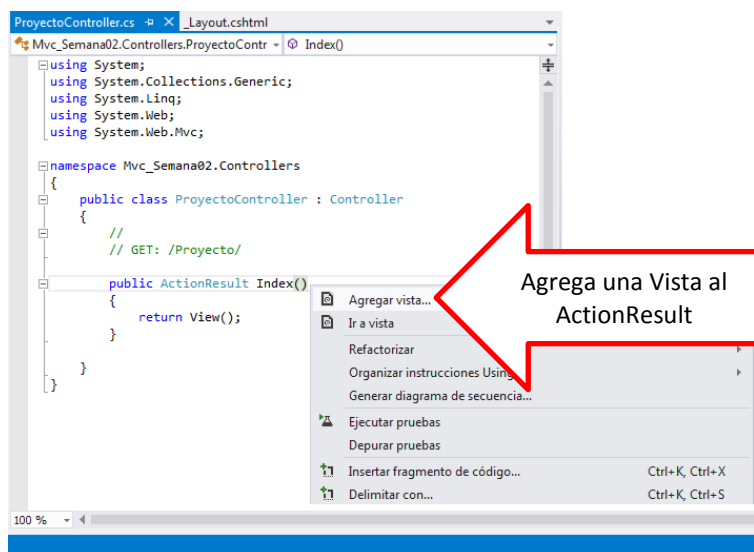 ProyectoController.cs _Layout.cshtml
Mvc_Semana02.Controllers.ProyectoContr Index()
using System;
using System.Collections.Generic;
using System.Linq;
using System.Web;
using System.Web.Mvc;
namespace Mvc_Semana02.Controllers
{
public class ProyectoController : Controller
{
//
// GET: /Proyecto/
public ActionResult Index()
{
return View();
}
}
}
Agregar vista...
Ir a vista
Refactorizar
Organizar instrucciones Using
Generar diagrama de secuencia...
Ejecutar pruebas
Depurar pruebas
Insertar fragmento de código... Ctrl+K, Ctrl+X
Delimitar con... Ctrl+K, Ctrl+S
Agrega una Vista al
ActionResult
100 %